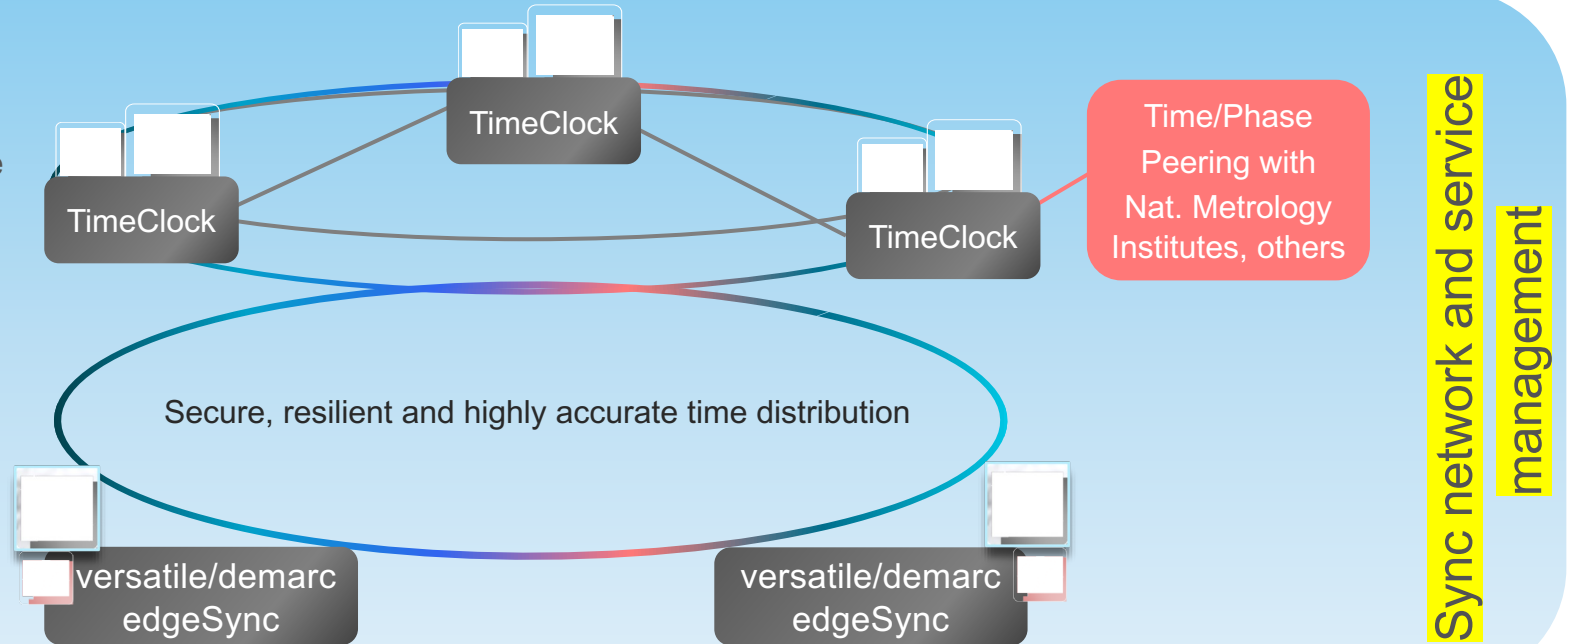 TimeClock
TimeClock
TimeClock
Time/Phase
Peering with
Nat. Metrology
Institutes, others
Secure, resilient and highly accurate time distribution
versatile/demarc
edgeSync
versatile/demarc
edgeSync
Sync network and service
management